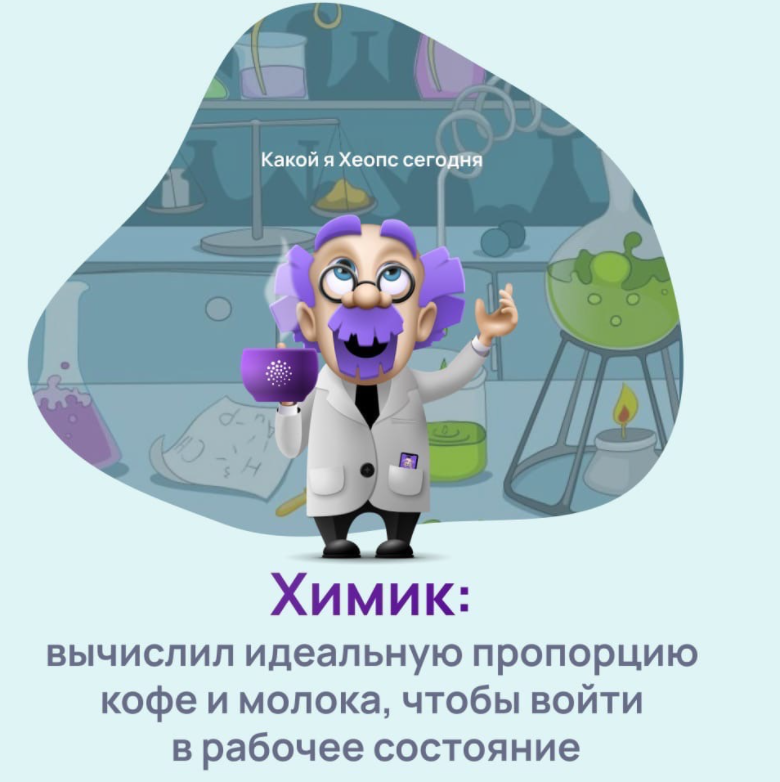 Какой я Хеопс сегодня
Химик:
вычислил идеальную пропорцию
кофе и молока, чтобы войти
в рабочее состояние